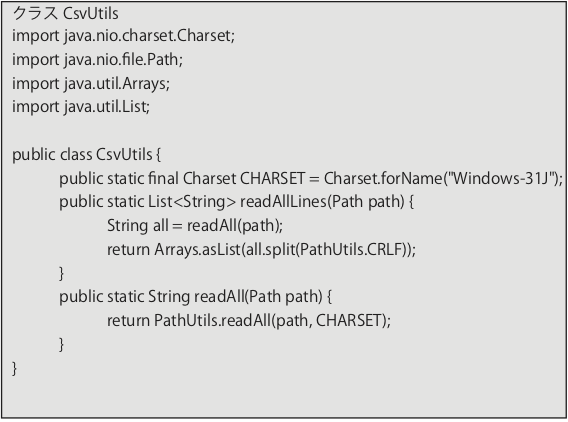 クラス CsvUtils
import java.nio.charset.Charset;
import java.nio.file.Path;
import java.util.Arrays;
import java.util.List;

public class CsvUtils {
	public static final Charset CHARSET = Charset.forName("Windows-31J");
	public static List<String> readAllLines(Path path) {
		String all = readAll(path);
		return Arrays.asList(all.split(PathUtils.CRLF));
	}
	public static String readAll(Path path) {
		return PathUtils.readAll(path, CHARSET);
	}
}